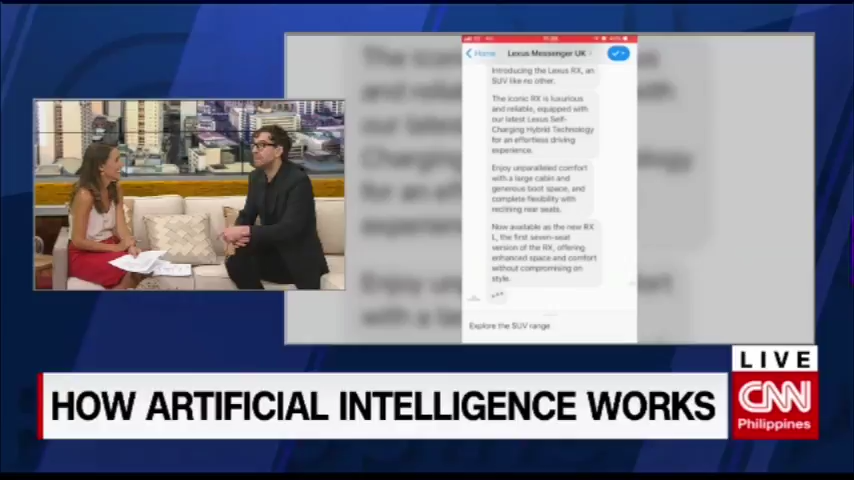 Home
Lexus Messenger UK
Introducing the Lexus RX, an
SUV like no other.
The iconic RX is luxurious
and reliable, equipped with
our latest Lexus Self-
Charging Hybrid Technology
for an effortless driving
experience.
Enjoy unparalleled comfort
with a large cabin and
generous boot space, and
complete flexibility with
reclining rear seats.
Now available as the new RX
L, the first seven-seat
version of the RX, offering
enhanced space and comfort
without compromising on
style.
Explore the SUV range
LIVE
HOW ARTIFICIAL INTELLIGENCE WORKS
CNN
Philippines